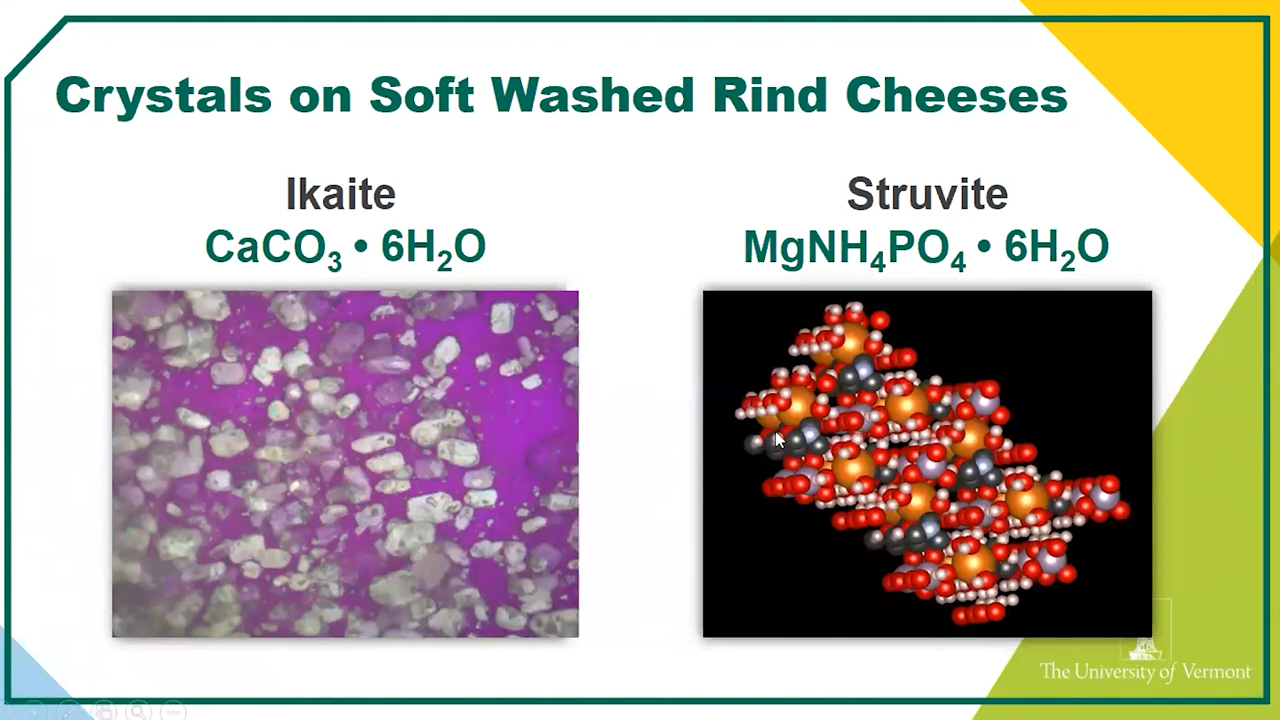 Crystals on Soft Washed Rind Cheeses
Ikaite
CaCO₃ • 6H₂O
Struvite
MgNH₄PO₄ • 6H₂O
The University of Vermont